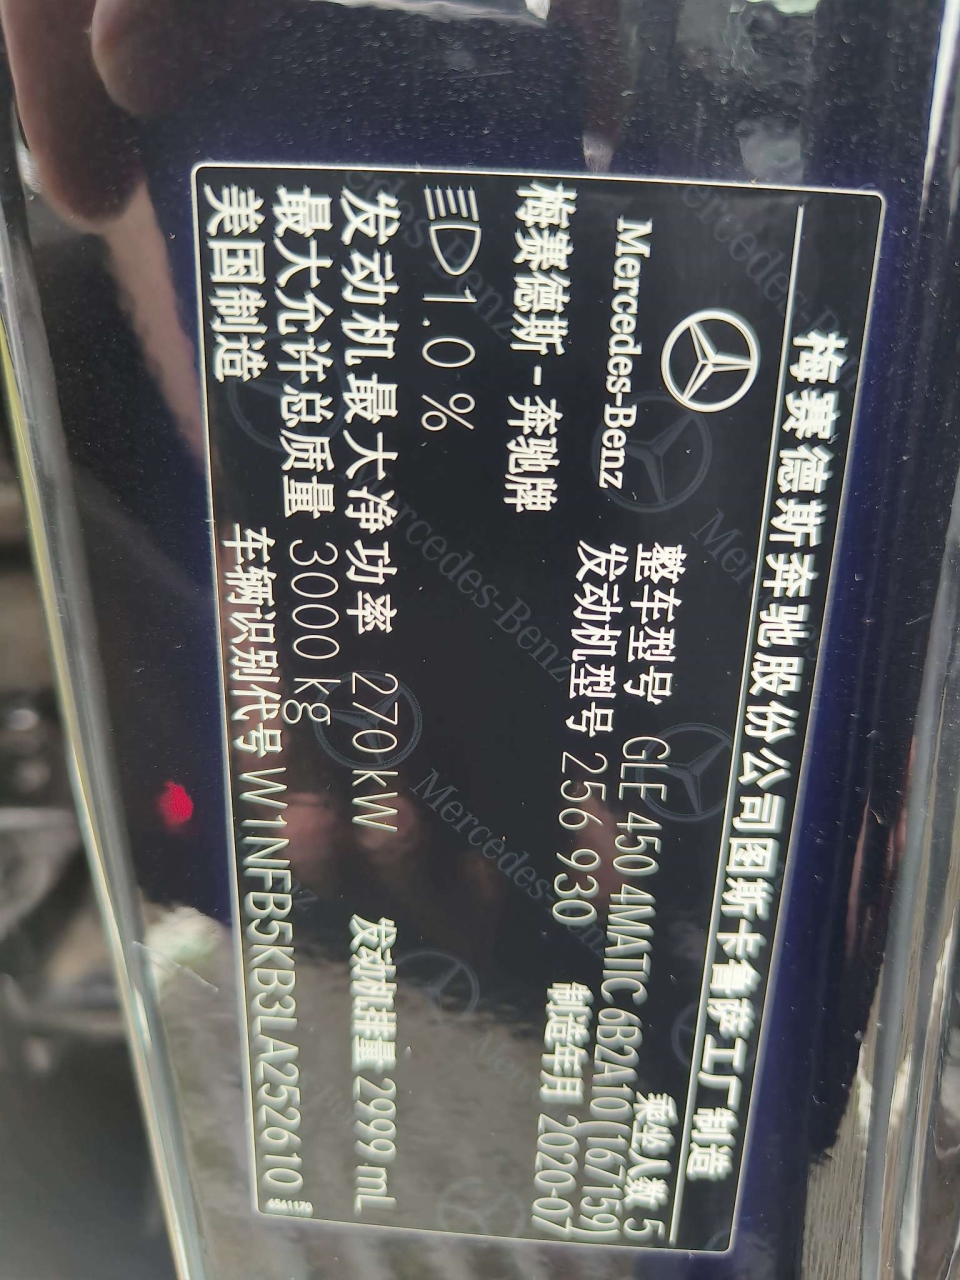 梅赛德斯奔驰股份公司图斯卡鲁萨工厂制造
乘坐人数 5
Mercedes-Benz
整车型号 GLE 450 4MATIC 6B2A10 (167159)
发动机型号 256 930
制造年月 2020-07
梅赛德斯-奔驰牌
1.0 %
发动机最大净功率 270 kW
发动机排量 2999 mL
最大允许总质量 3000 kg
美国制造
车辆识别代号 W1NFB5KB3LA252610
6561170